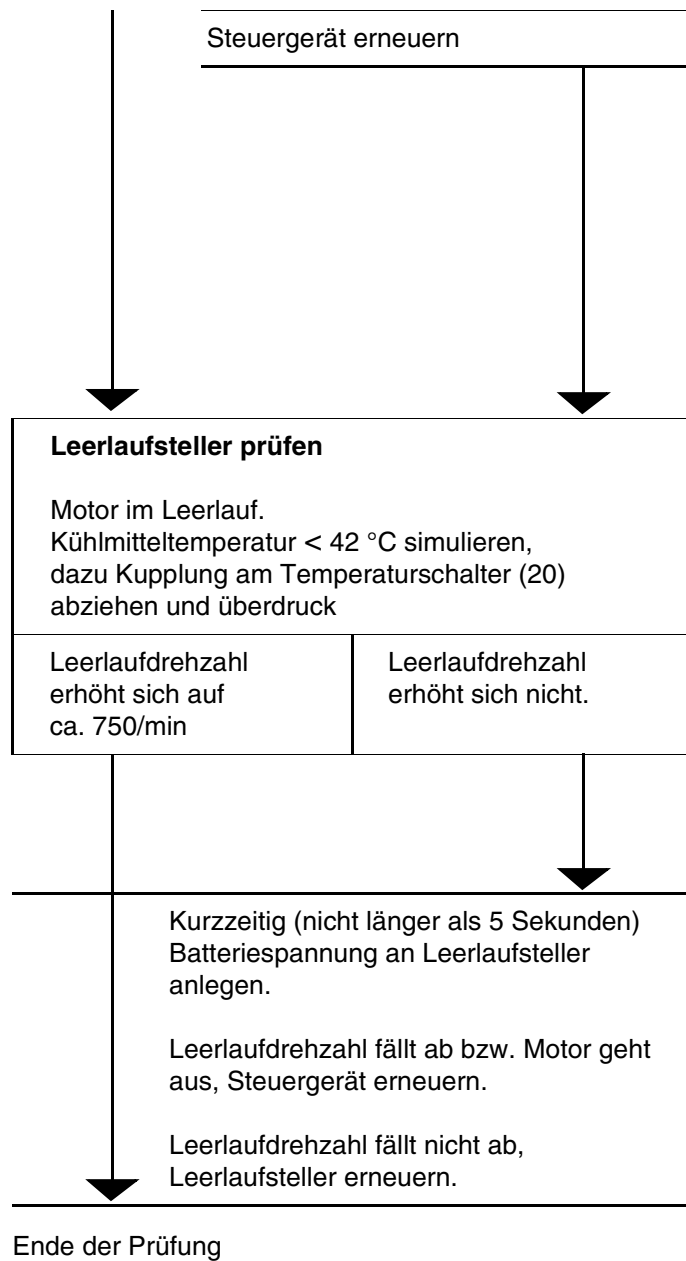 Steuergerät erneuern
Leerlaufsteller prüfen
Motor im Leerlauf.
Kühlmitteltemperatur < 42 °C simulieren,
dazu Kupplung am Temperaturschalter (20)
abziehen und überdruck
Leerlaufdrehzahl
erhöht sich auf
ca. 750/min
Leerlaufdrehzahl
erhöht sich nicht.
Kurzzeitig (nicht länger als 5 Sekunden)
Batteriespannung an Leerlaufsteller
anlegen.
Leerlaufdrehzahl fällt ab bzw. Motor geht
aus, Steuergerät erneuern.
Leerlaufdrehzahl fällt nicht ab,
Leerlaufsteller erneuern.
Ende der Prüfung